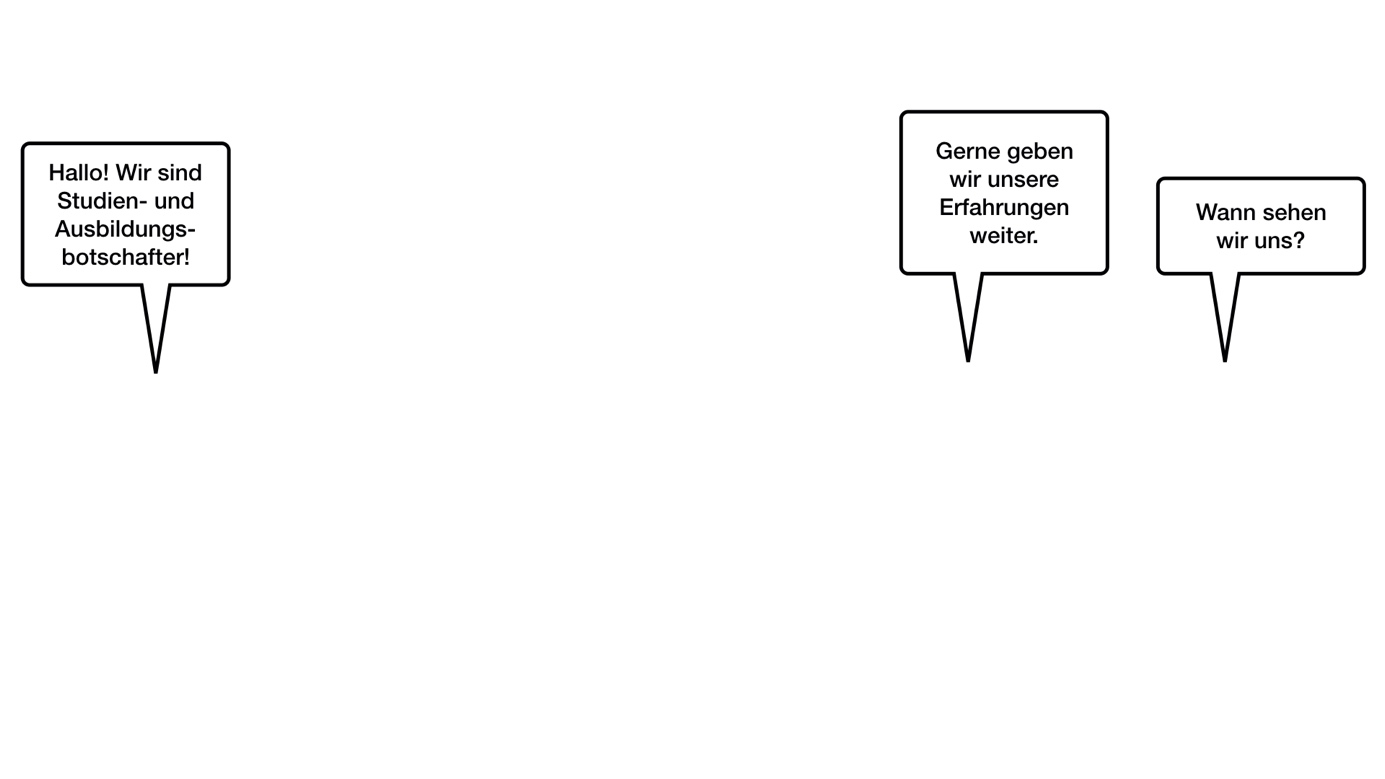 Hallo! Wir sind
Studien- und
Ausbildungs-
botschafter!
Gerne geben
wir unsere
Erfahrungen
weiter.
Wann sehen
wir uns?